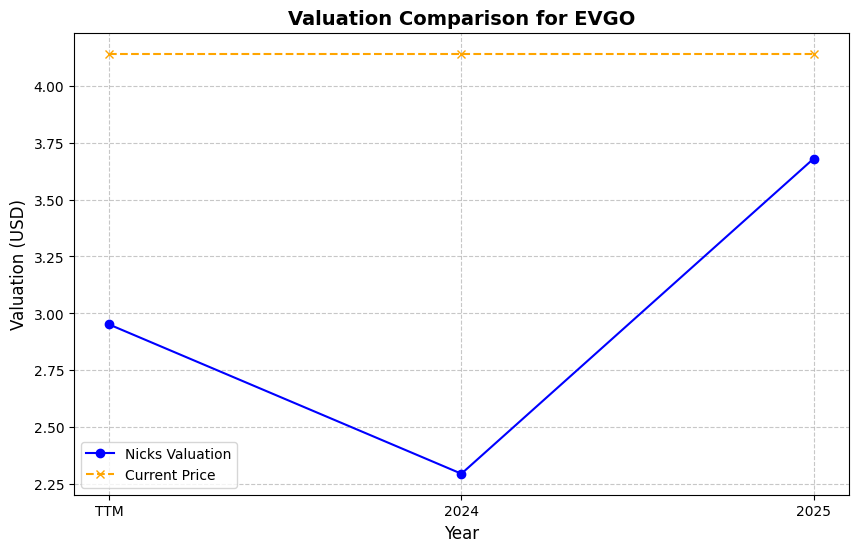 Valuation Comparison for EVGO
Valuation (USD)
4.00
3.75
3.50
3.25
3.00
2.75
2.50
2.25
Nicks Valuation
Current Price
TTM
2024
2025
Year